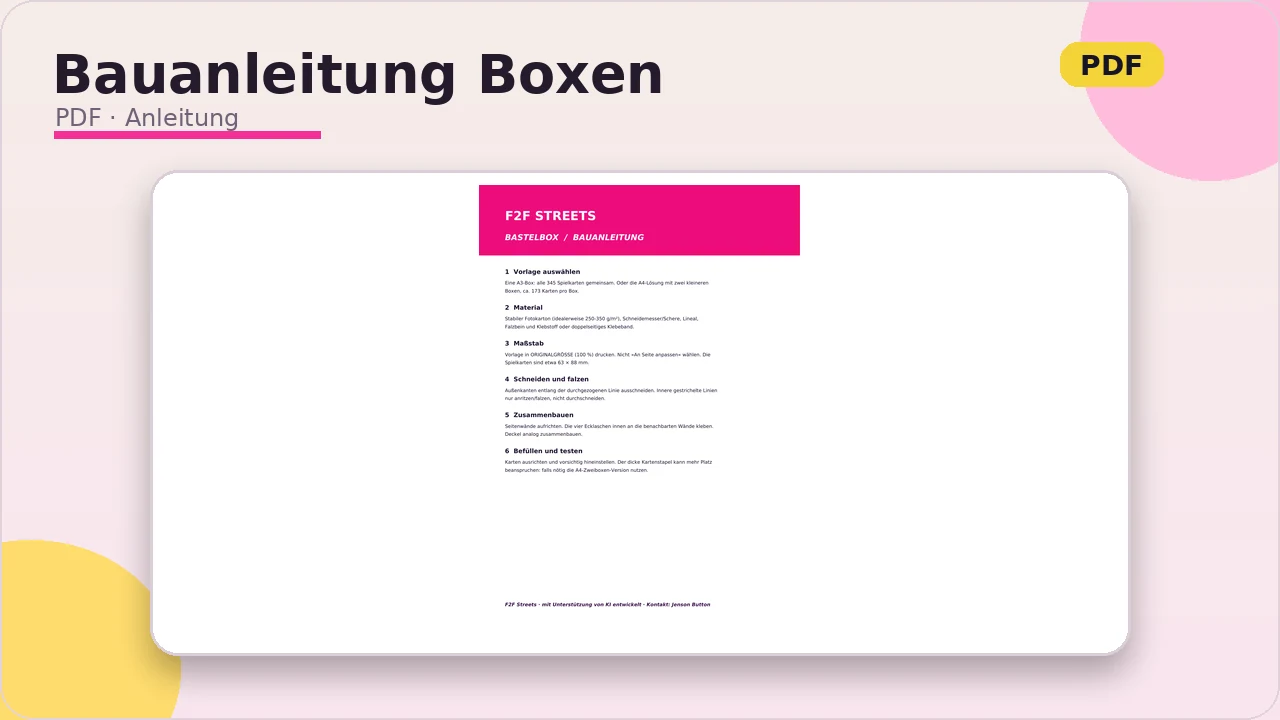 Bauanleitung Boxen
PDF · Anleitung
PDF
F2F STREETS
BASTELBOX / BAUANLEITUNG
1 Vorlage auswählen
Eine A3-Box: alle 345 Spielkarten gemeinsam. Oder die A4-Lösung mit zwei kleineren
Boxen, ca. 173 Karten pro Box.
2 Material
Stabiler Fotokarton (idealerweise 250-350 g/m²), Schneidemesser/Schere, Lineal,
Falzbein und Klebstoff oder doppelseitiges Klebeband.
3 Maßstab
Vorlage in ORIGINALGRÖSSE (100 %) drucken. Nicht «An Seite anpassen» wählen. Die
Spielkarten sind etwa 63 × 88 mm.
4 Schneiden und falzen
Außenkanten entlang der durchgezogenen Linie ausschneiden. Innere gestrichelte Linien
nur anritzen/falzen, nicht durchschneiden.
5 Zusammenbauen
Seitenwände aufrichten. Die vier Ecklaschen innen an die benachbarten Wände kleben.
Deckel analog zusammenbauen.
6 Befüllen und testen
Karten ausrichten und vorsichtig hineinstellen. Der dicke Kartenstapel kann mehr Platz
beanspruchen: falls nötig die A4-Zweiboxen-Version nutzen.
F2F Streets · mit Unterstützung von KI entwickelt · Kontakt: Jenson Button